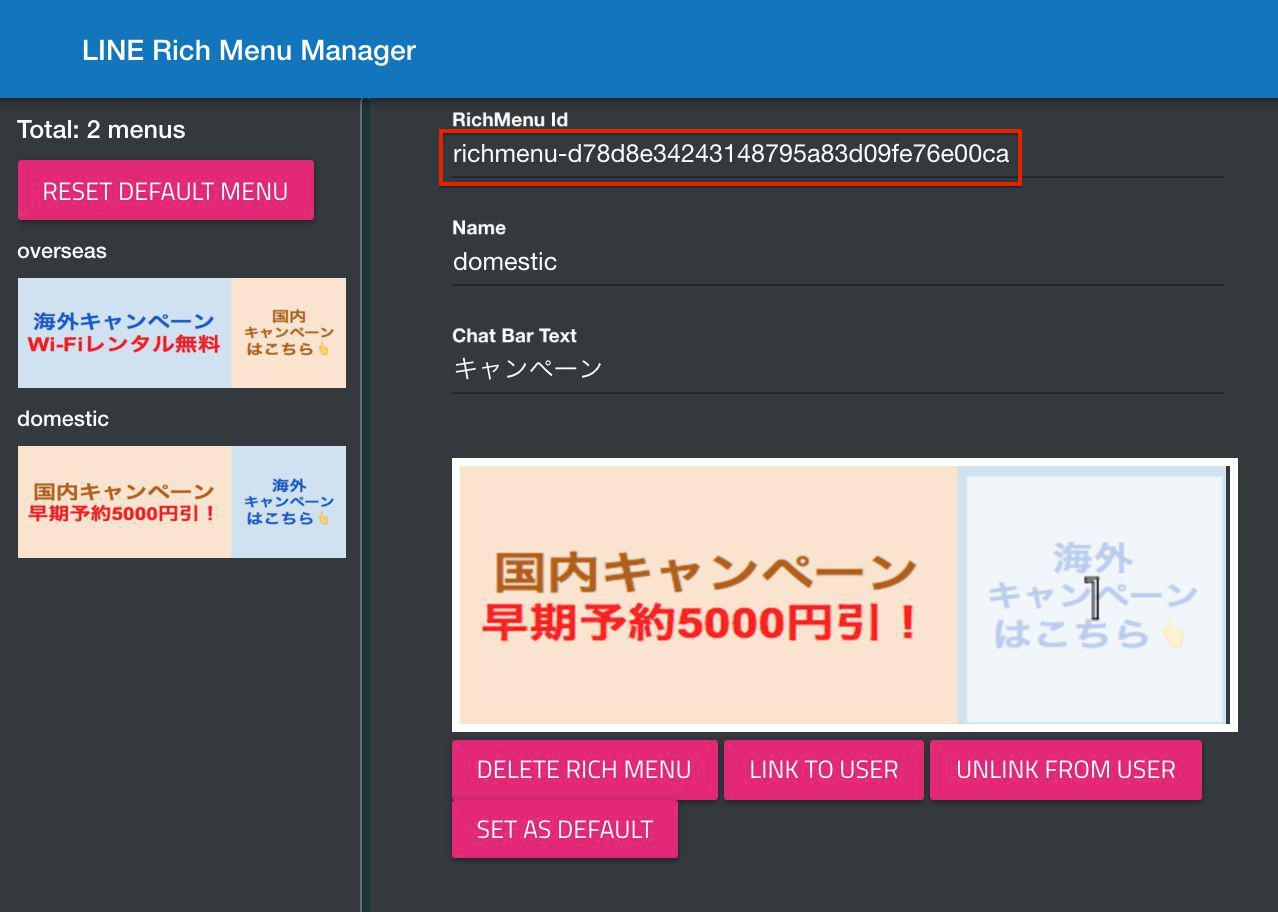 LINE Rich Menu Manager
Total: 2 menus
RESET DEFAULT MENU
overseas
海外キャンペーン
Wi-Fiレンタル無料
国内
キャンペーン
はこちら👆
domestic
国内キャンペーン
早期予約5000円引！
海外
キャンペーン
はこちら👆
RichMenu Id
richmenu-d78d8e34243148795a83d09fe76e00ca
Name
domestic
Chat Bar Text
キャンペーン
国内キャンペーン
早期予約5000円引！
海外
キャンペーン
はこちら👆
1
DELETE RICH MENU
LINK TO USER
UNLINK FROM USER
SET AS DEFAULT